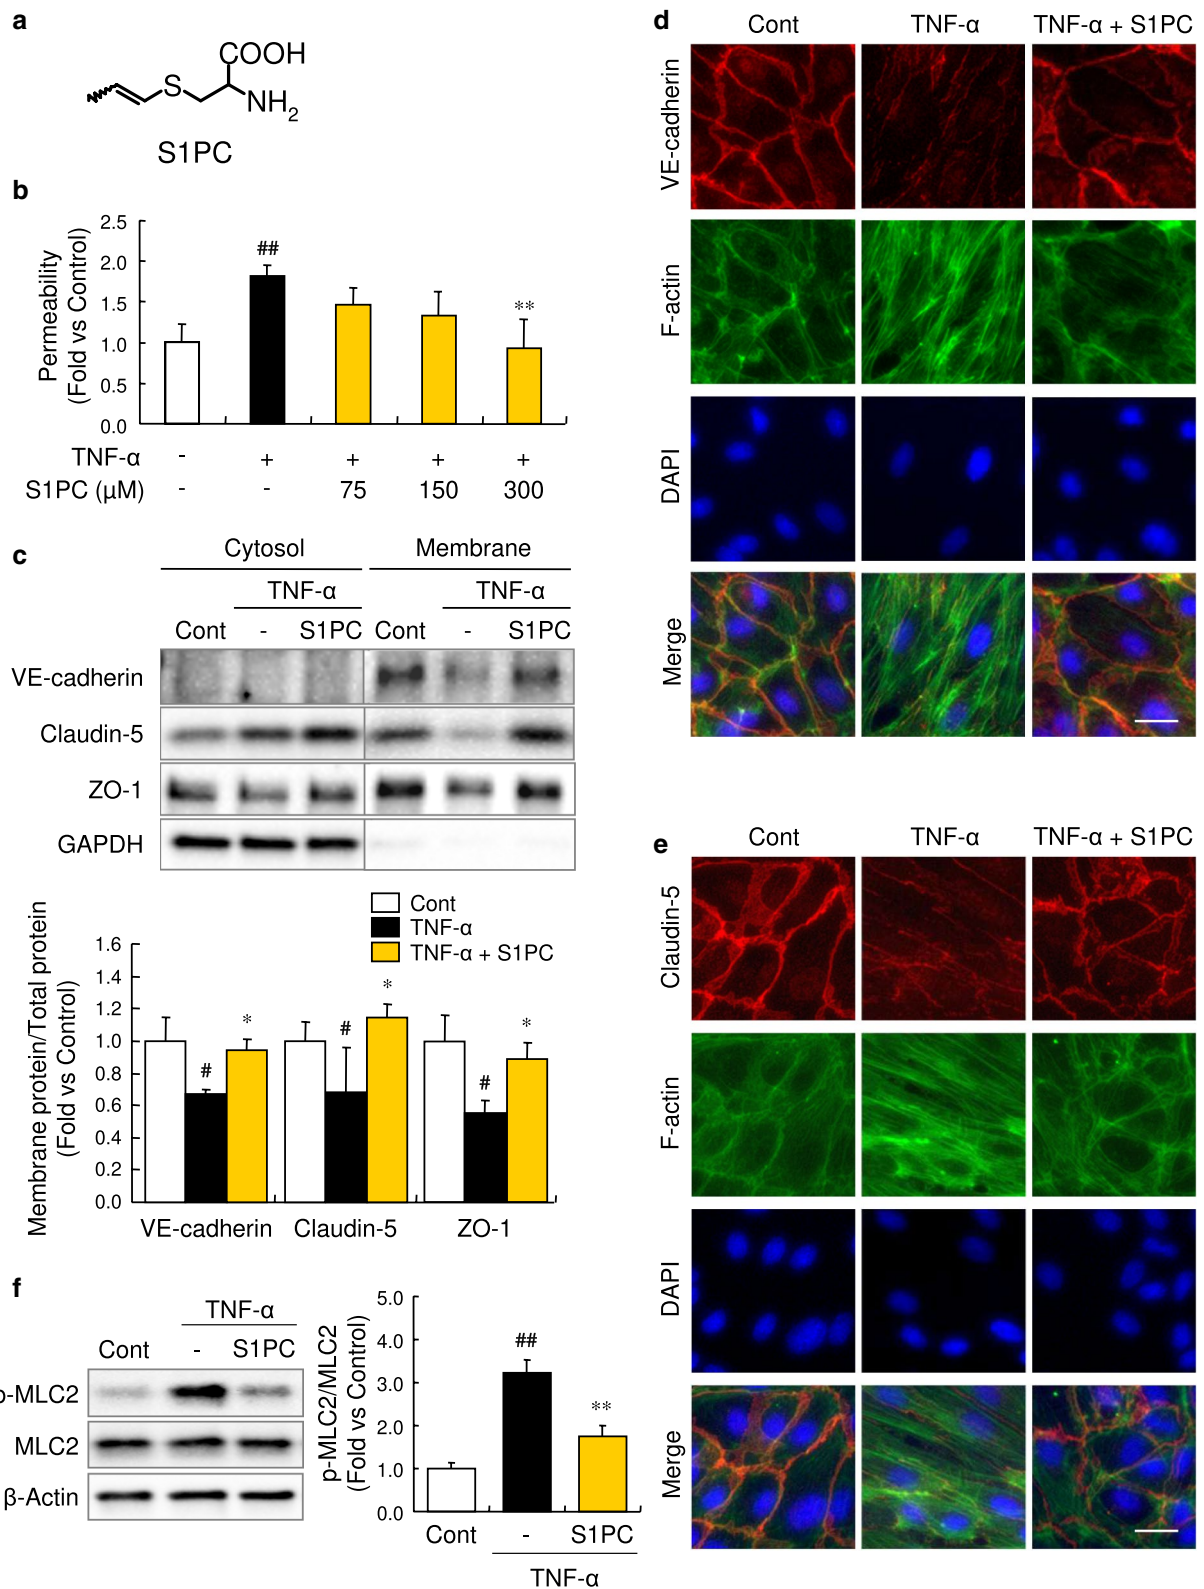 a
COOH
S
NH2
S1PC
b
Permeability
(Fold vs Control)
2.5
2.0
1.5
1.0
0.5
0.0
##
**
TNF-α - + + + +
S1PC (µM) - - 75 150 300
c
Cytosol Membrane
TNF-α TNF-α
Cont - S1PC Cont - S1PC
VE-cadherin
Claudin-5
ZO-1
GAPDH
Cont
TNF-α
TNF-α + S1PC
Membrane protein/Total protein
(Fold vs Control)
1.6
1.4
1.2
1.0
0.8
0.6
0.4
0.2
0.0
# *
# *
# *
VE-cadherin Claudin-5 ZO-1
f
TNF-α
Cont - S1PC
p-MLC2
MLC2
β-Actin
p-MLC2/MLC2
(Fold vs Control)
5.0
4.0
3.0
2.0
1.0
0.0
##
**
Cont - S1PC
TNF-α
d
Cont TNF-α TNF-α + S1PC
VE-cadherin
F-actin
DAPI
Merge
e
Cont TNF-α TNF-α + S1PC
Claudin-5
F-actin
DAPI
Merge